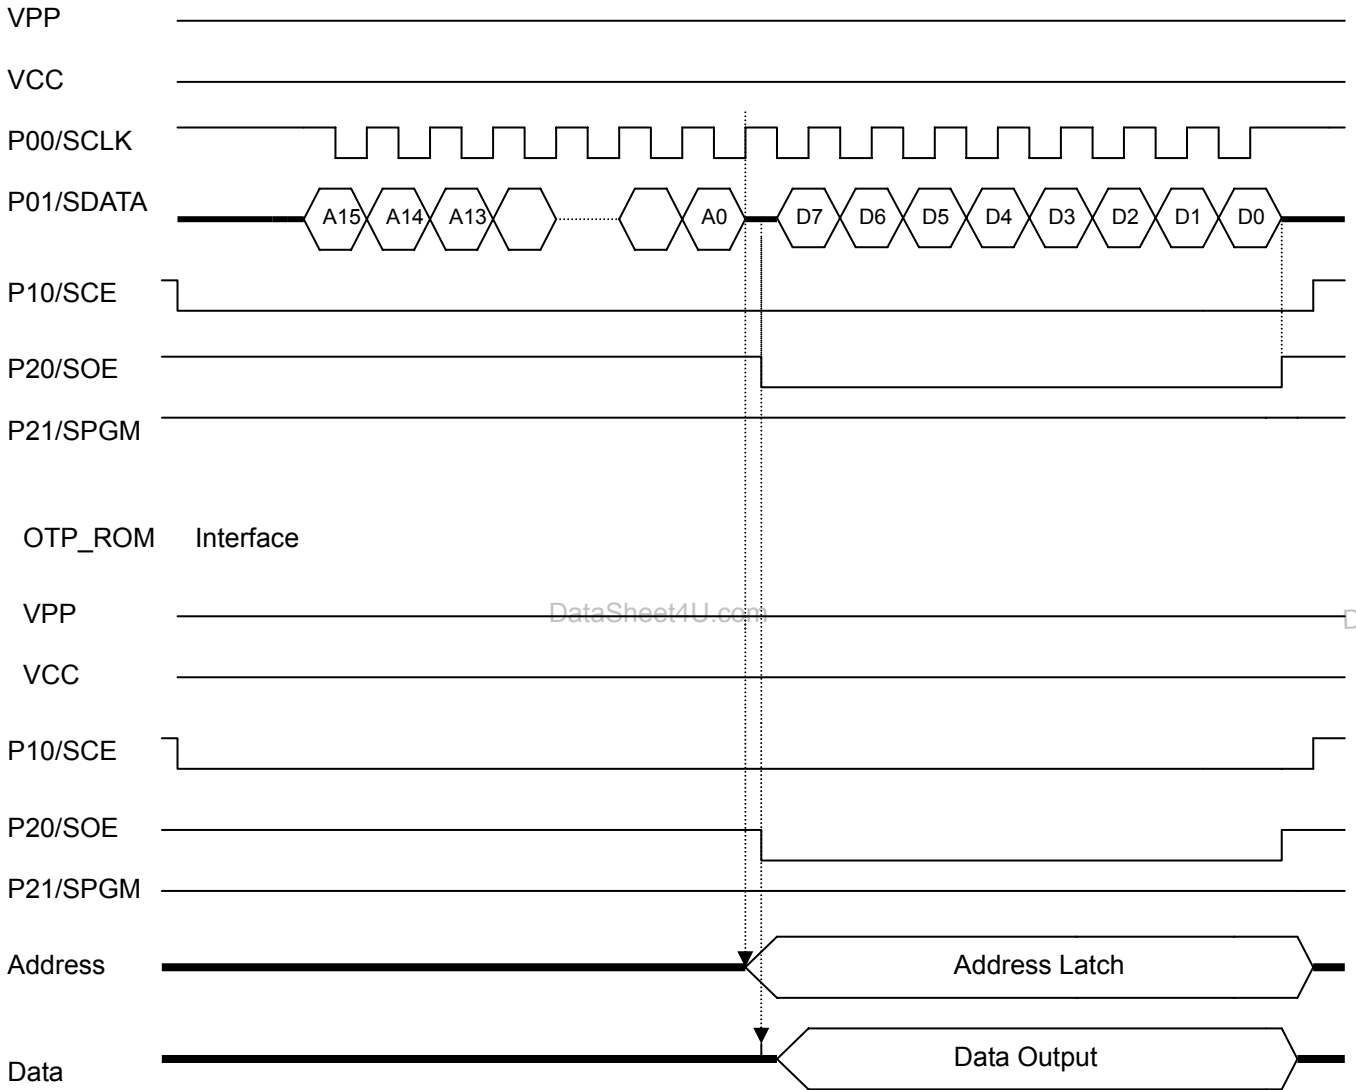 VPP
VCC
P00/SCLK
P01/SDATA A15 A14 A13 A0 D7 D6 D5 D4 D3 D2 D1 D0
P10/SCE
P20/SOE
P21/SPGM
OTP_ROM Interface
VPP DataSheet4U.com D
VCC
P10/SCE
P20/SOE
P21/SPGM
Address Address Latch
Data Data Output